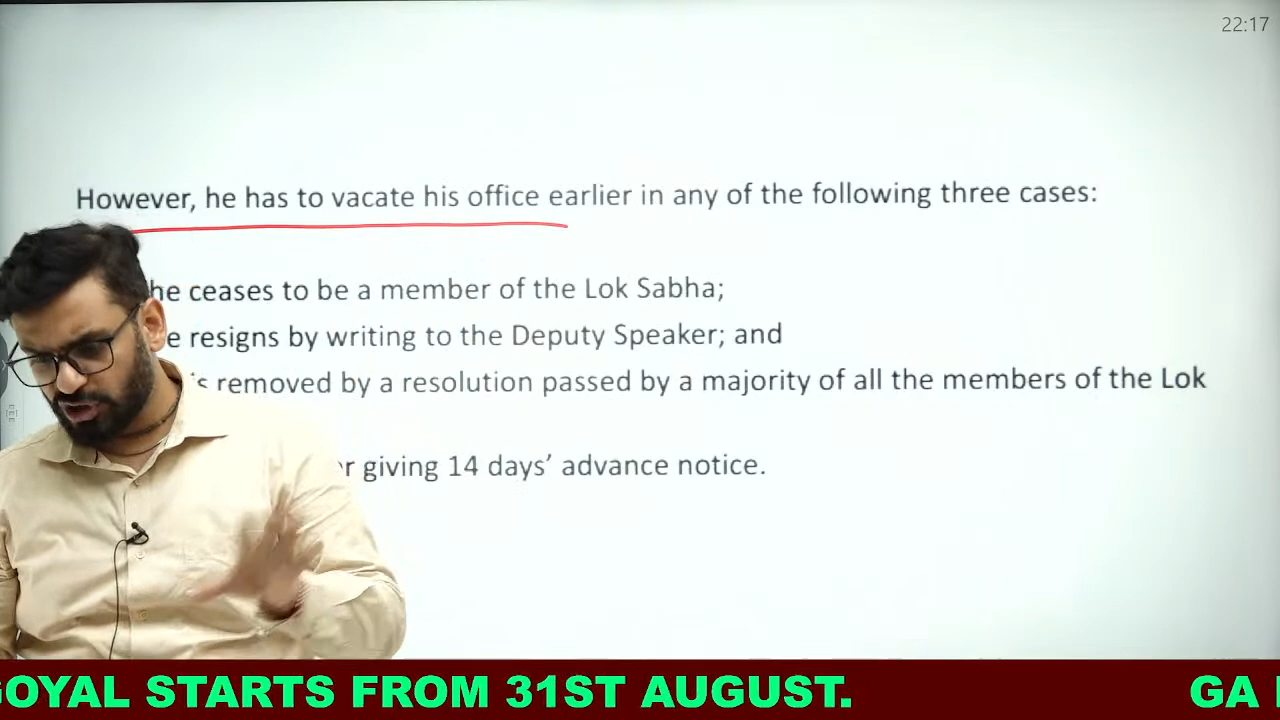 22:17
However, he has to vacate his office earlier in any of the following three cases:
he ceases to be a member of the Lok Sabha;
resigns by writing to the Deputy Speaker; and
removed by a resolution passed by a majority of all the members of the Lok
giving 14 days’ advance notice.
GOYAL STARTS FROM 31ST AUGUST. GA